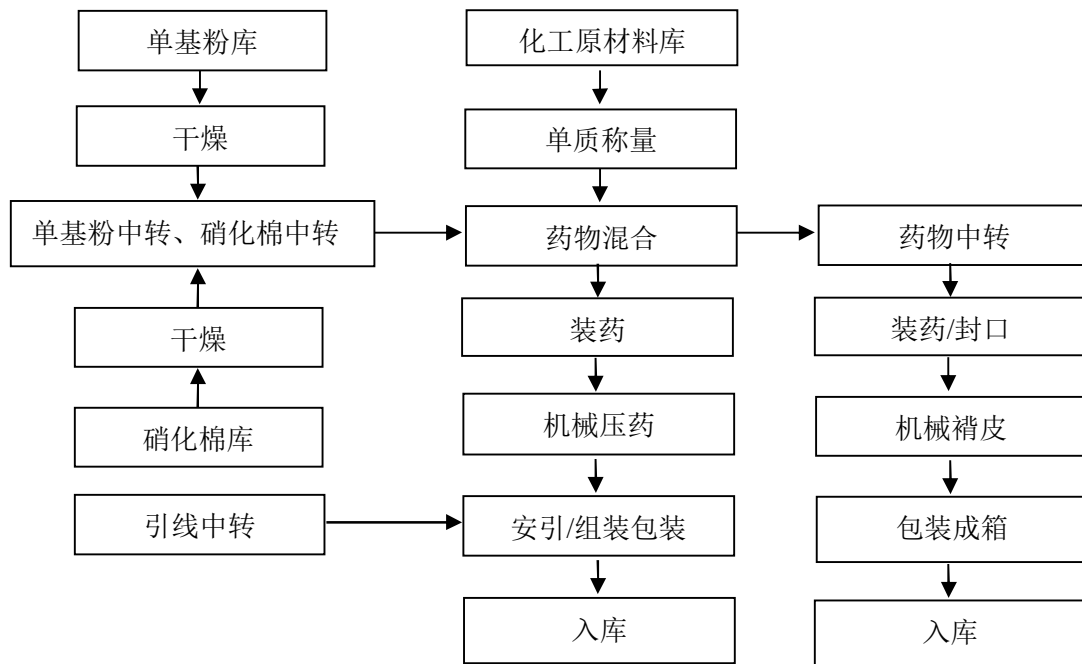 单基粉库
化工原材料库
干燥
单质称量
单基粉中转、硝化棉中转
药物混合
药物中转
干燥
装药
装药/封口
硝化棉库
机械压药
机械褙皮
引线中转
安引/组装包装
包装成箱
入库
入库